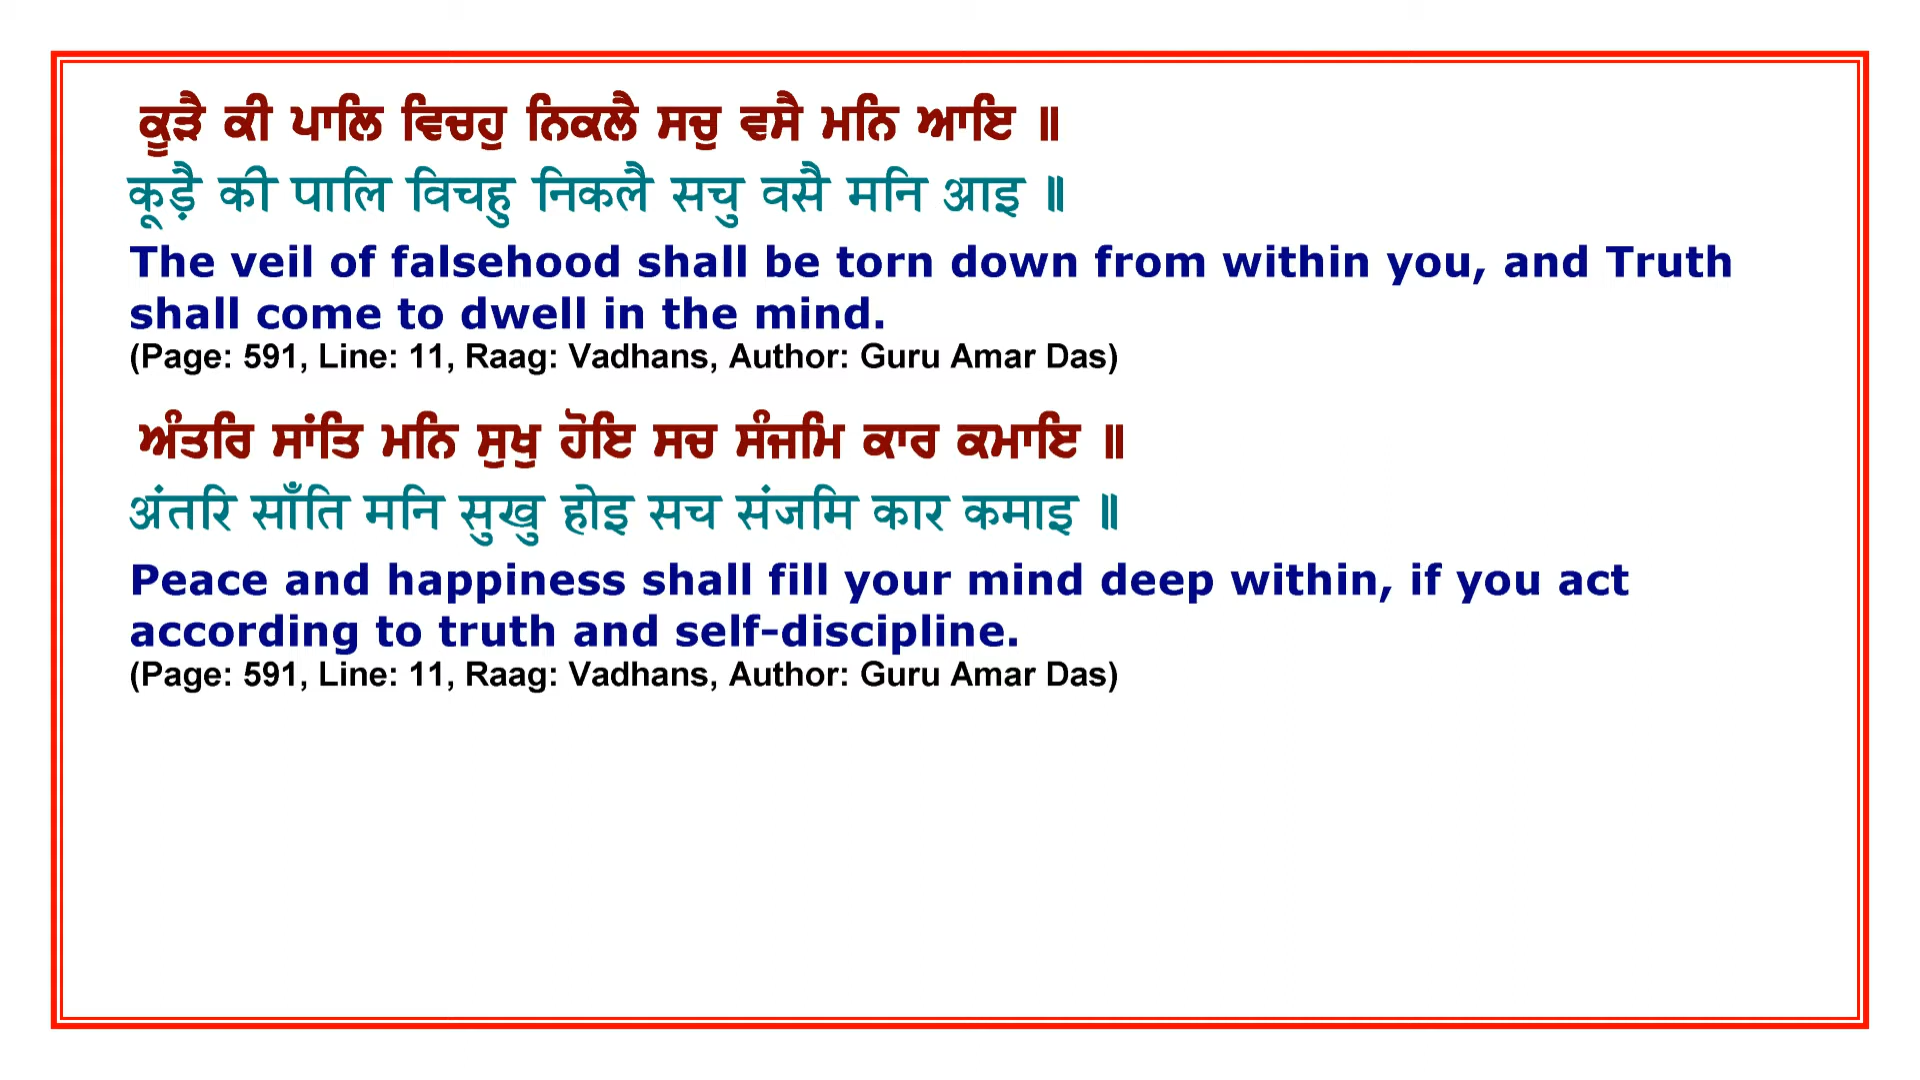 ਕੂੜੈ ਕੀ ਪਾਲਿ ਵਿਚਹੁ ਨਿਕਲੈ ਸਚੁ ਵਸੈ ਮਨਿ ਆਇ ॥
कूड़ै की पालि विचहु निकलै सचु वसै मनि आइ ॥
The veil of falsehood shall be torn down from within you, and Truth
shall come to dwell in the mind.
(Page: 591, Line: 11, Raag: Vadhans, Author: Guru Amar Das)
ਅੰਤਰਿ ਸਾਂਤਿ ਮਨਿ ਸੁਖੁ ਹੋਇ ਸਚ ਸੰਜਮਿ ਕਾਰ ਕਮਾਇ ॥
अंतरि साँति मनि सुखु होइ सच संजमि कार कमाइ ॥
Peace and happiness shall fill your mind deep within, if you act
according to truth and self-discipline.
(Page: 591, Line: 11, Raag: Vadhans, Author: Guru Amar Das)